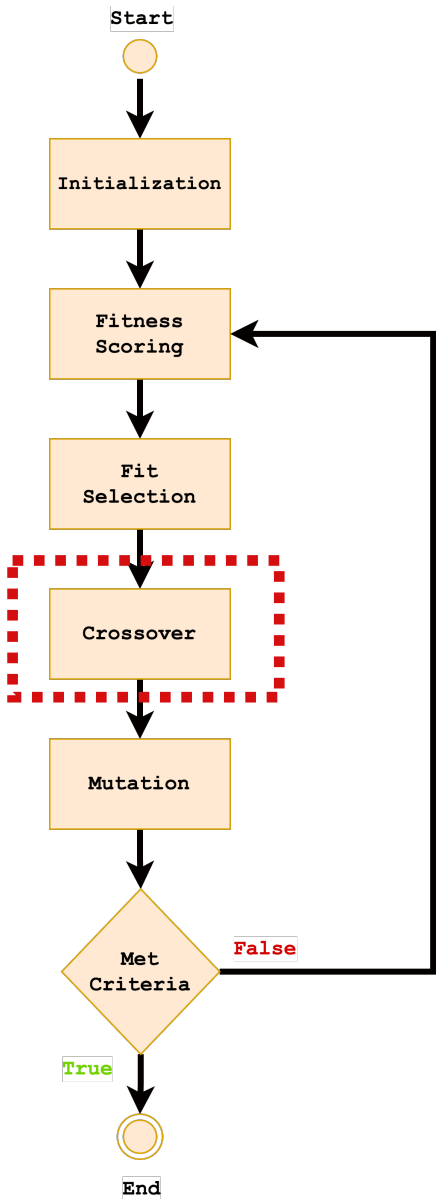 Start
Initialization
Fitness
Scoring
Fit
Selection
Crossover
Mutation
Met
Criteria
False
True
End